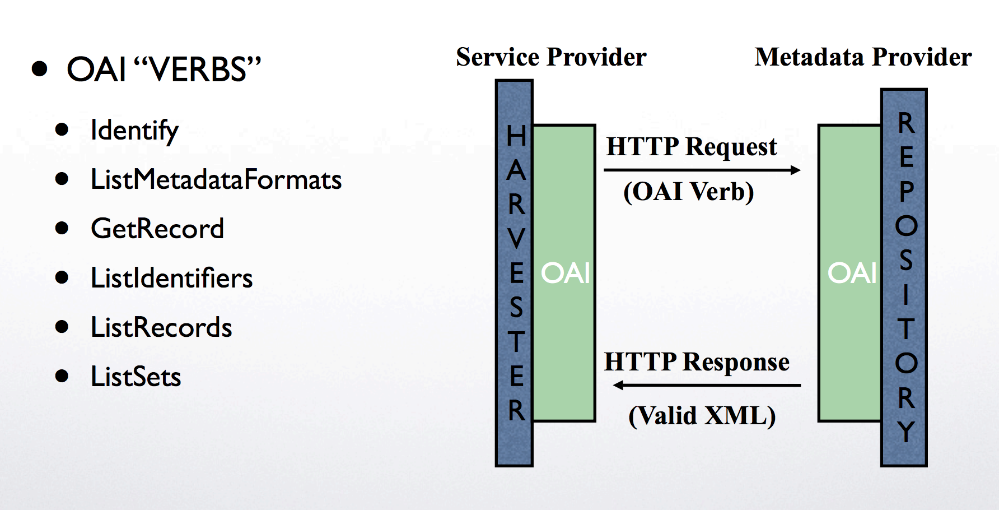 OAI “VERBS”
Identify
ListMetadataFormats
GetRecord
ListIdentifiers
ListRecords
ListSets
Service Provider
Metadata Provider
HARVESTER
OAI
HTTP Request
(OAI Verb)
HTTP Response
(Valid XML)
OAI
REPOSITORY